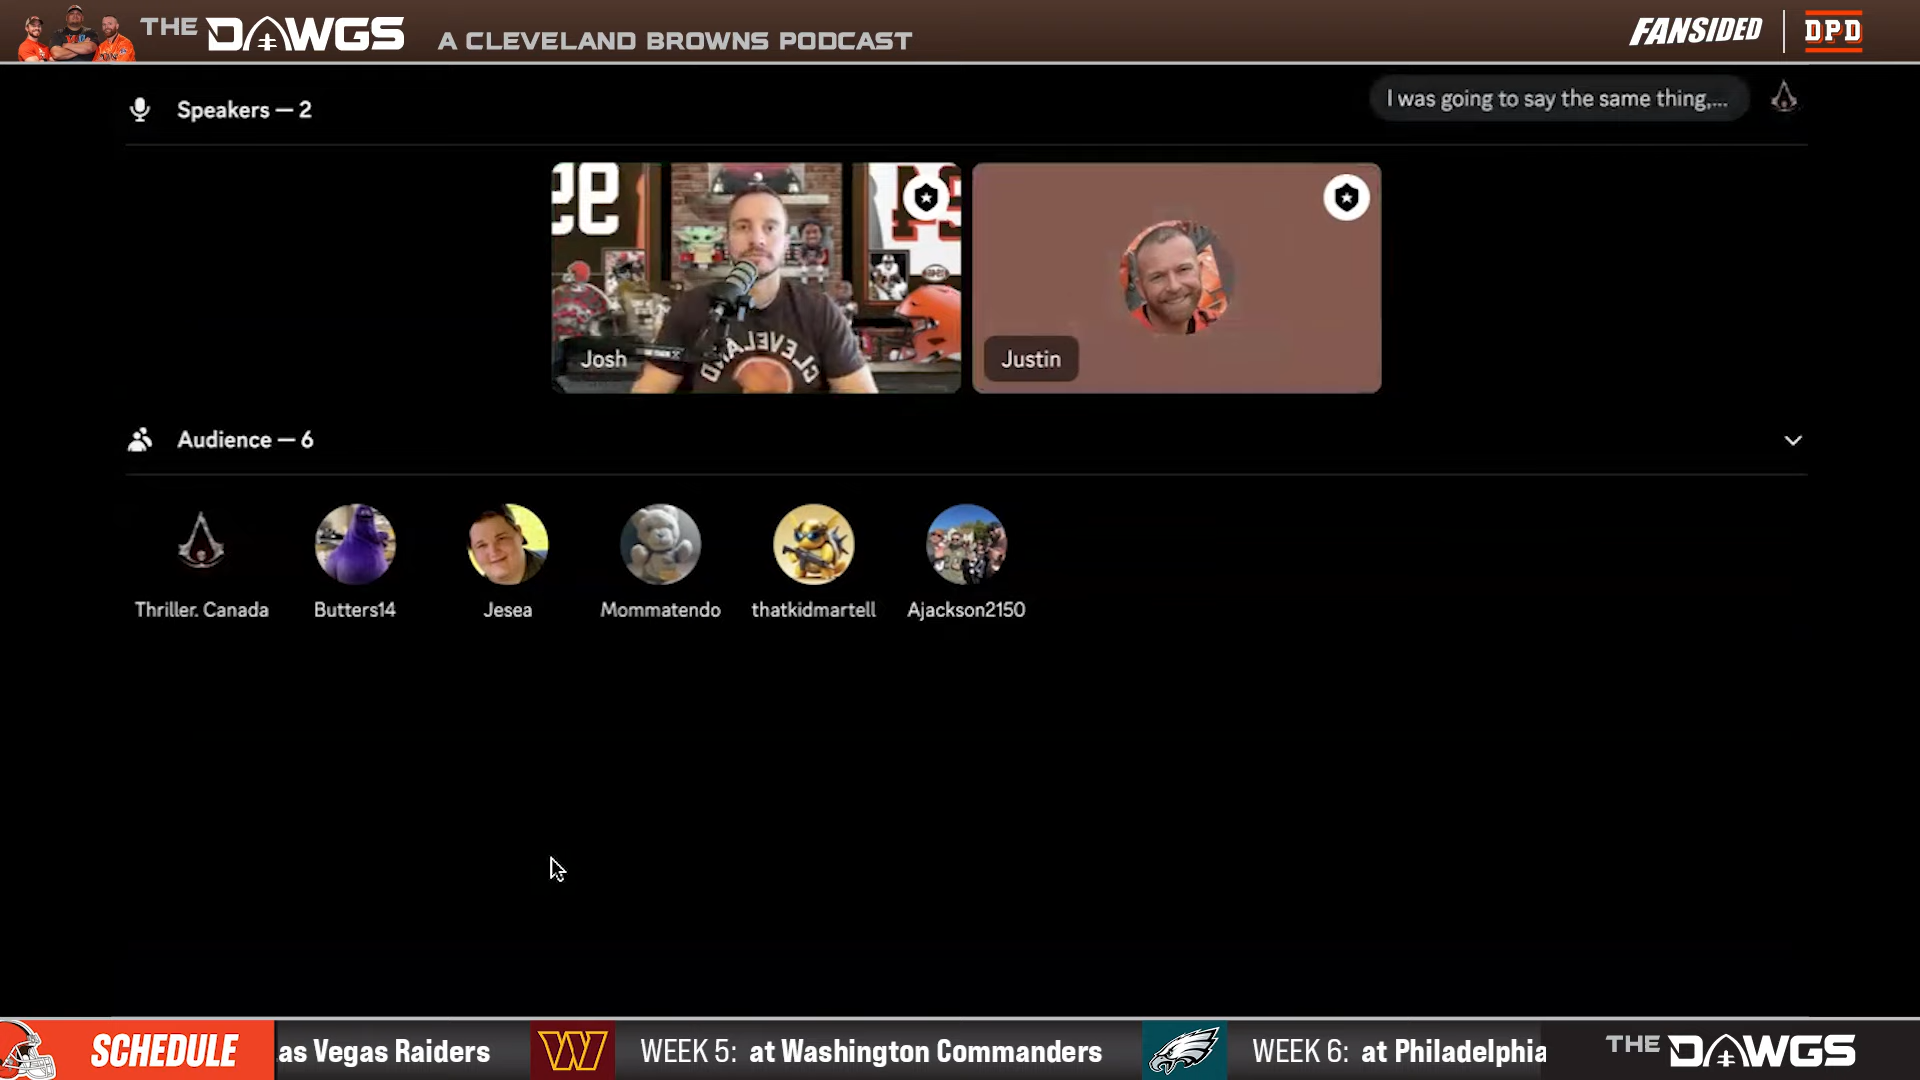 THE DAWGS A CLEVELAND BROWNS PODCAST
FANSIDED DPD
Speakers — 2
I was going to say the same thing,...
Josh
CLEVELAND
Justin
Audience — 6
Thriller. Canada
Butters14
Jesea
Mommatendo
thatkidmartell
Ajackson2150
SCHEDULE
as Vegas Raiders
W
WEEK 5: at Washington Commanders
WEEK 6: at Philadelphia
THE DAWGS